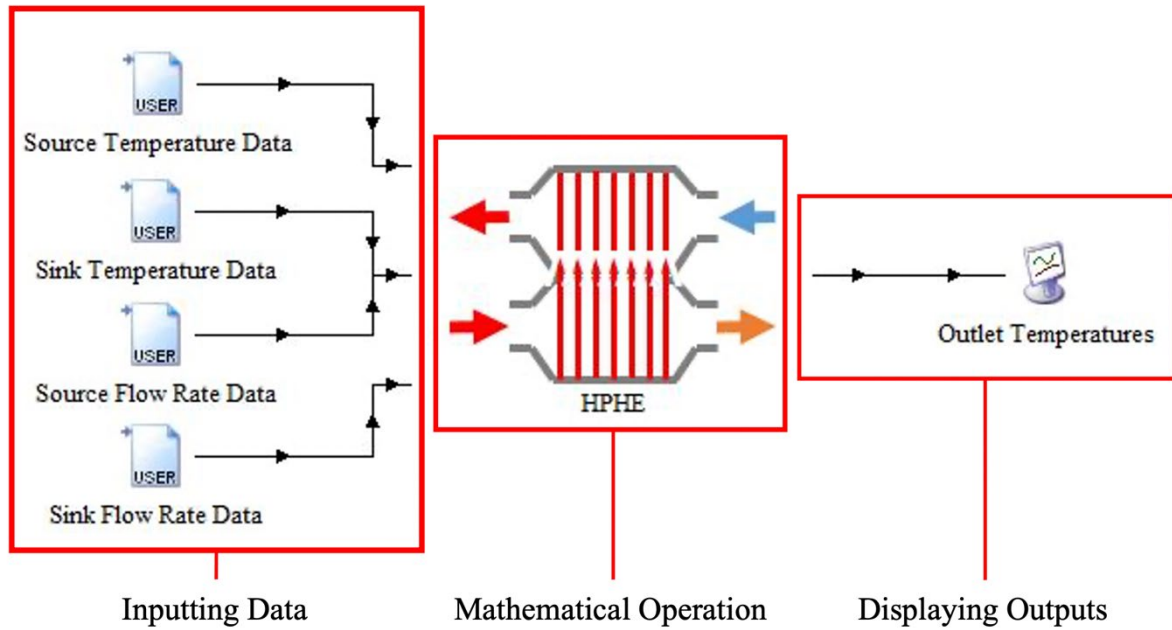 USER
Source Temperature Data
USER
Sink Temperature Data
USER
Source Flow Rate Data
USER
Sink Flow Rate Data
HPHE
Outlet Temperatures
Inputting Data
Mathematical Operation
Displaying Outputs